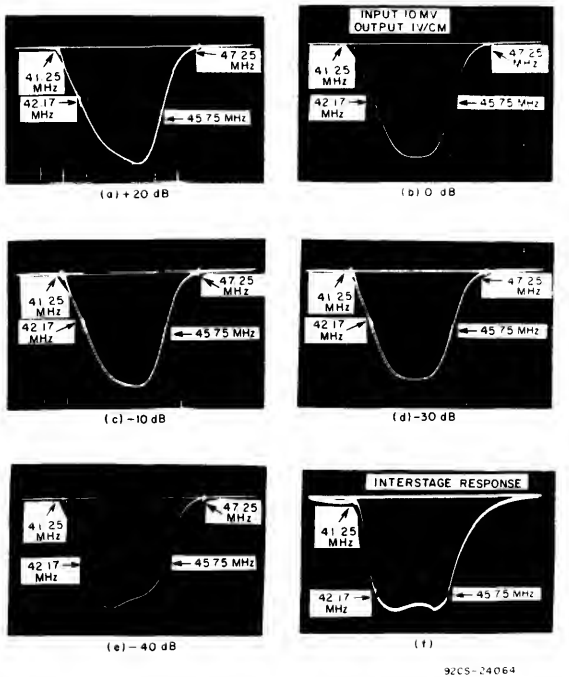 41.25
MHz
42.17
MHz
47.25
MHz
45.75 MHz
(a) +20 dB
INPUT 10 MV
OUTPUT 1V/CM
41.25
MHz
42.17
MHz
47.25
MHz
45.75 MHz
(b) 0 dB
41.25
MHz
42.17
MHz
47.25
MHz
45.75 MHz
(c) -10 dB
41.25
MHz
42.17
MHz
47.25
MHz
45.75 MHz
(d) -30 dB
41.25
MHz
42.17
MHz
47.25
MHz
45.75 MHz
(e) - 40 dB
INTERSTAGE RESPONSE
41.25
MHz
42.17
MHz
45.75 MHz
(f)
92CS-24064